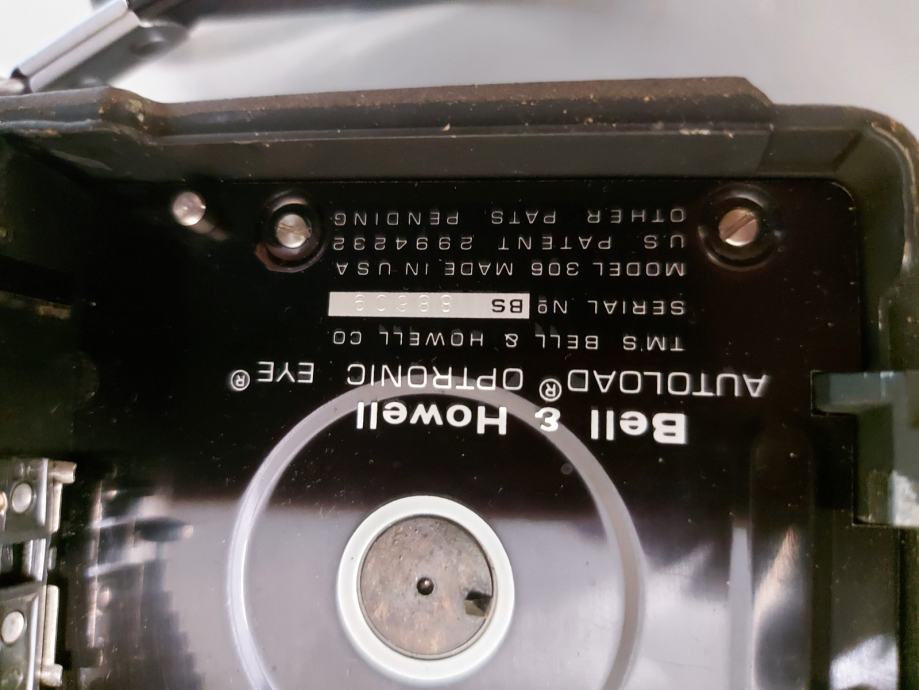 Bell & Howell
AUTOLOAD® OPTRONIC EYE®
TM'S BELL & HOWELL CO
SERIAL Nº BS
MODEL 306 MADE IN USA
U.S. PATENT 2994232
OTHER PATS. PENDING